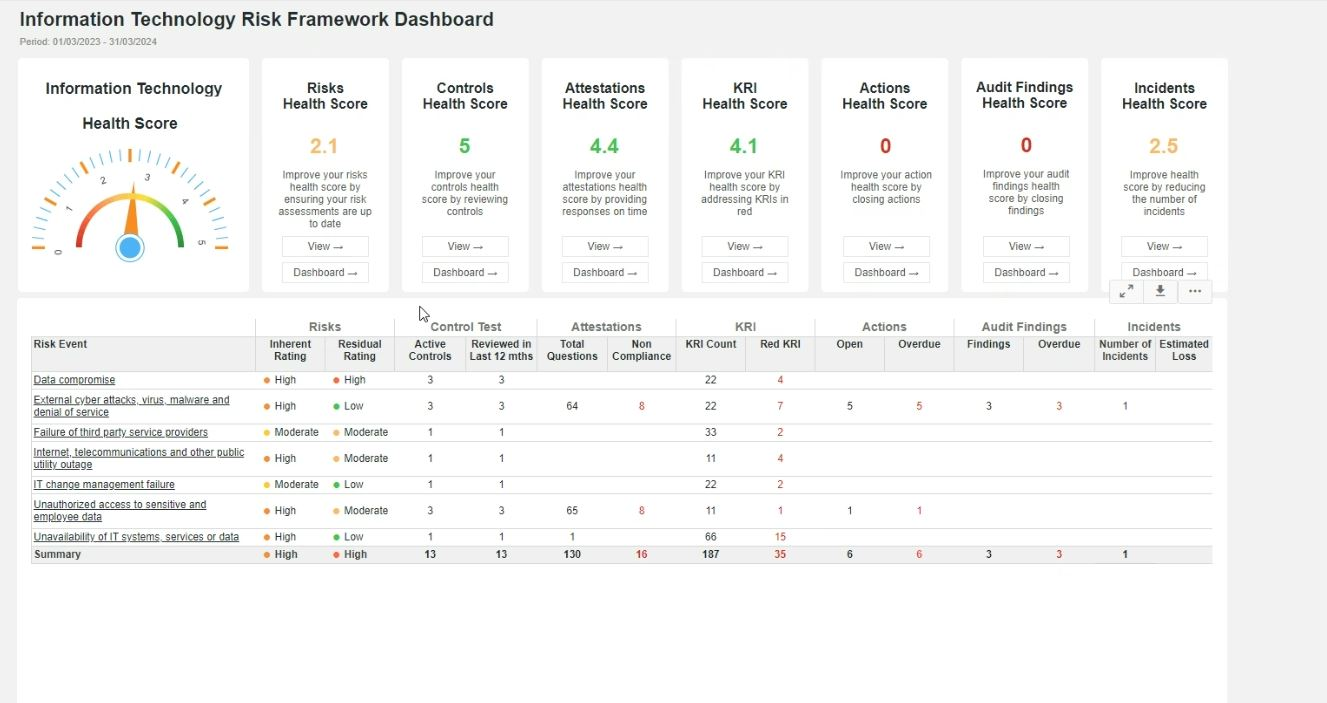 Information Technology Risk Framework Dashboard
Period: 01/03/2023 - 31/03/2024
Information Technology
Health Score
0 1 2 3 4 5
Risks
Health Score
2.1
Improve your risks
health score by
ensuring your risk
assessments are up
to date
View →
Dashboard →
Controls
Health Score
5
Improve your
controls health
score by reviewing
controls
View →
Dashboard →
Attestations
Health Score
4.4
Improve your
attestations health
score by providing
responses on time
View →
Dashboard →
KRI
Health Score
4.1
Improve your KRI
health score by
addressing KRIs in
red
View →
Dashboard →
Actions
Health Score
0
Improve your action
health score by
closing actions
View →
Dashboard →
Audit Findings
Health Score
0
Improve your audit
findings health
score by closing
findings
View →
Dashboard →
Incidents
Health Score
2.5
Improve health
score by reducing
the number of
incidents
View →
Dashboard →
Risks Control Test Attestations KRI Actions Audit Findings Incidents
Risk Event Inherent Residual Active Reviewed in Total Non KRI Count Red KRI Open Overdue Findings Overdue Number of Estimated
Rating Rating Controls Last 12 mths Questions Compliance Incidents Loss
Data compromise High High 3 3 22 4
External cyber attacks, virus, malware and
denial of service High Low 3 3 64 8 22 7 5 5 3 3 1
Failure of third party service providers Moderate Moderate 1 1 33 2
Internet, telecommunications and other public
utility outage High Moderate 1 1 11 4
IT change management failure Moderate Low 1 1 22 2
Unauthorized access to sensitive and
employee data High Moderate 3 3 65 8 11 1 1 1
Unavailability of IT systems, services or data High Low 1 1 1 66 15
Summary High High 13 13 130 16 187 35 6 6 3 3 1